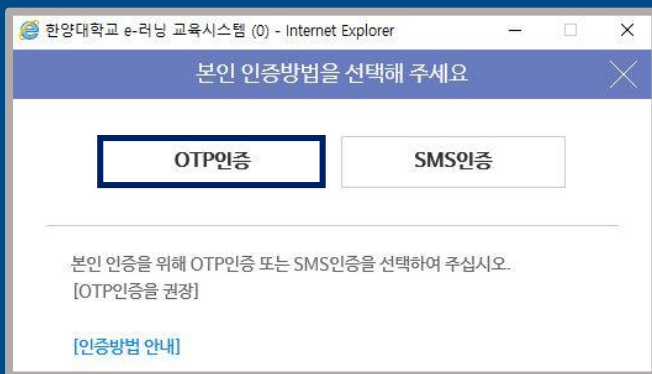 한양대학교 e-러닝 교육시스템 (0) - Internet Explorer
본인 인증방법을 선택해 주세요
OTP인증 SMS인증
본인 인증을 위해 OTP인증 또는 SMS인증을 선택하여 주십시오.
[OTP인증을 권장]
[인증방법 안내]